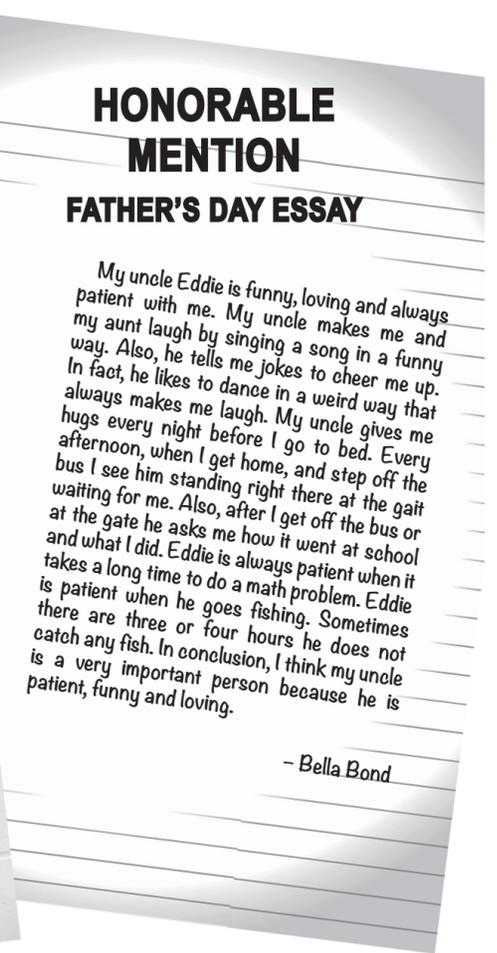 HONORABLE
MENTION
FATHER'S DAY ESSAY
My uncle Eddie is funny, loving and always
patient with me. My uncle makes me and
my aunt laugh by singing a song in a funny
way. Also, he tells me jokes to cheer me up.
In fact, he likes to dance in a weird way that
always makes me laugh. My uncle gives me
hugs every night before I go to bed. Every
afternoon, when I get home, and step off the
bus I see him standing right there at the gait
waiting for me. Also, after I get off the bus or
at the gate he asks me how it went at school
and what I did. Eddie is always patient when it
takes a long time to do a math problem. Eddie
is patient when he goes fishing. Sometimes
there are three or four hours he does not
catch any fish. In conclusion, I think my uncle
is a very important person because he is
patient, funny and loving.
– Bella Bond